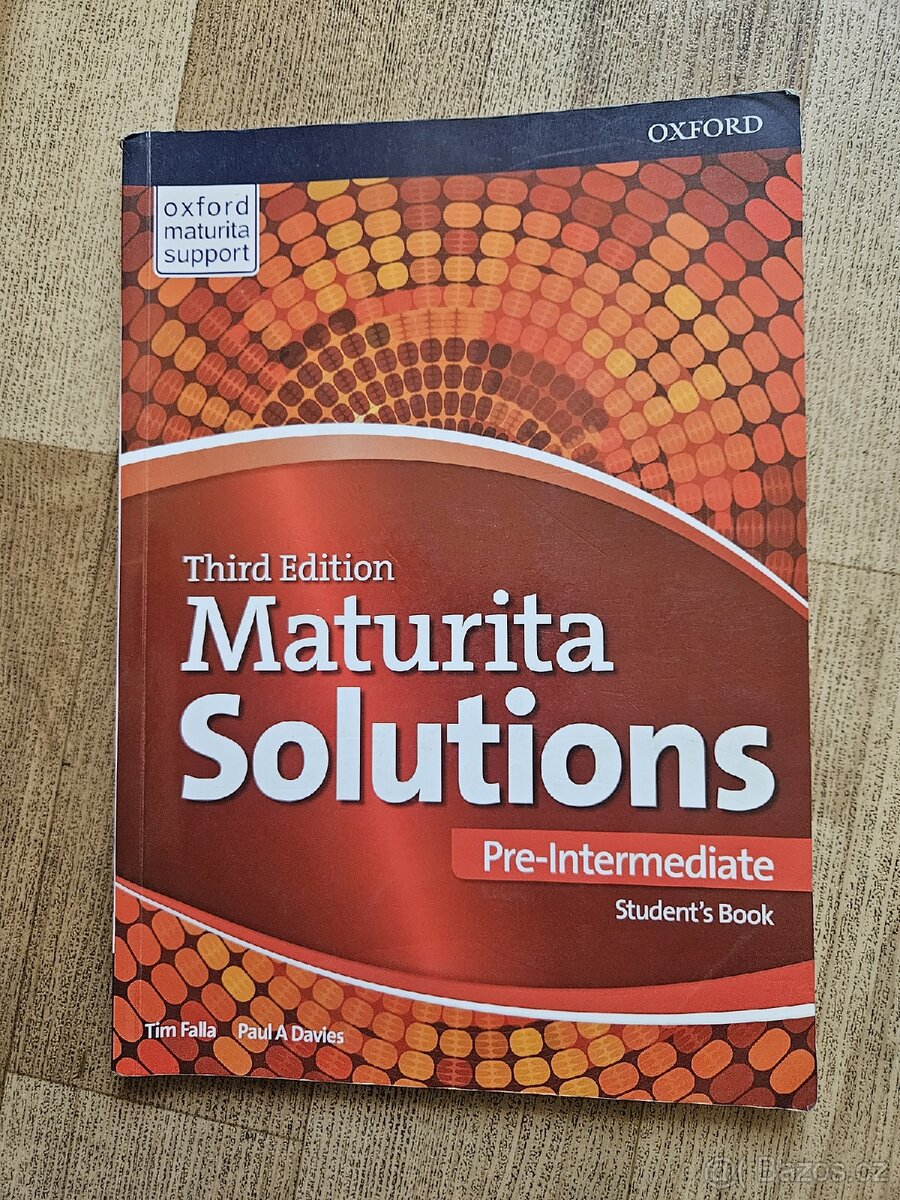 OXFORD
oxford
maturita
support
Third Edition
Maturita
Solutions
Pre-Intermediate
Student's Book
Tim Falla Paul A Davies
Bazos.cz